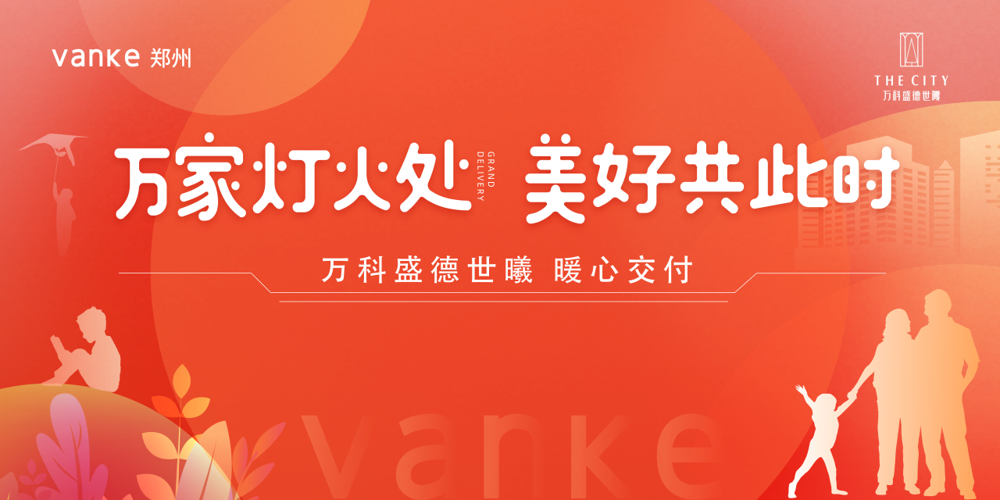 vanke 郑州
THE CITY
万科盛德世曦
万家灯火处 美好共此时
GRAND
DELIVERY
万科盛德世曦 暖心交付
vanke